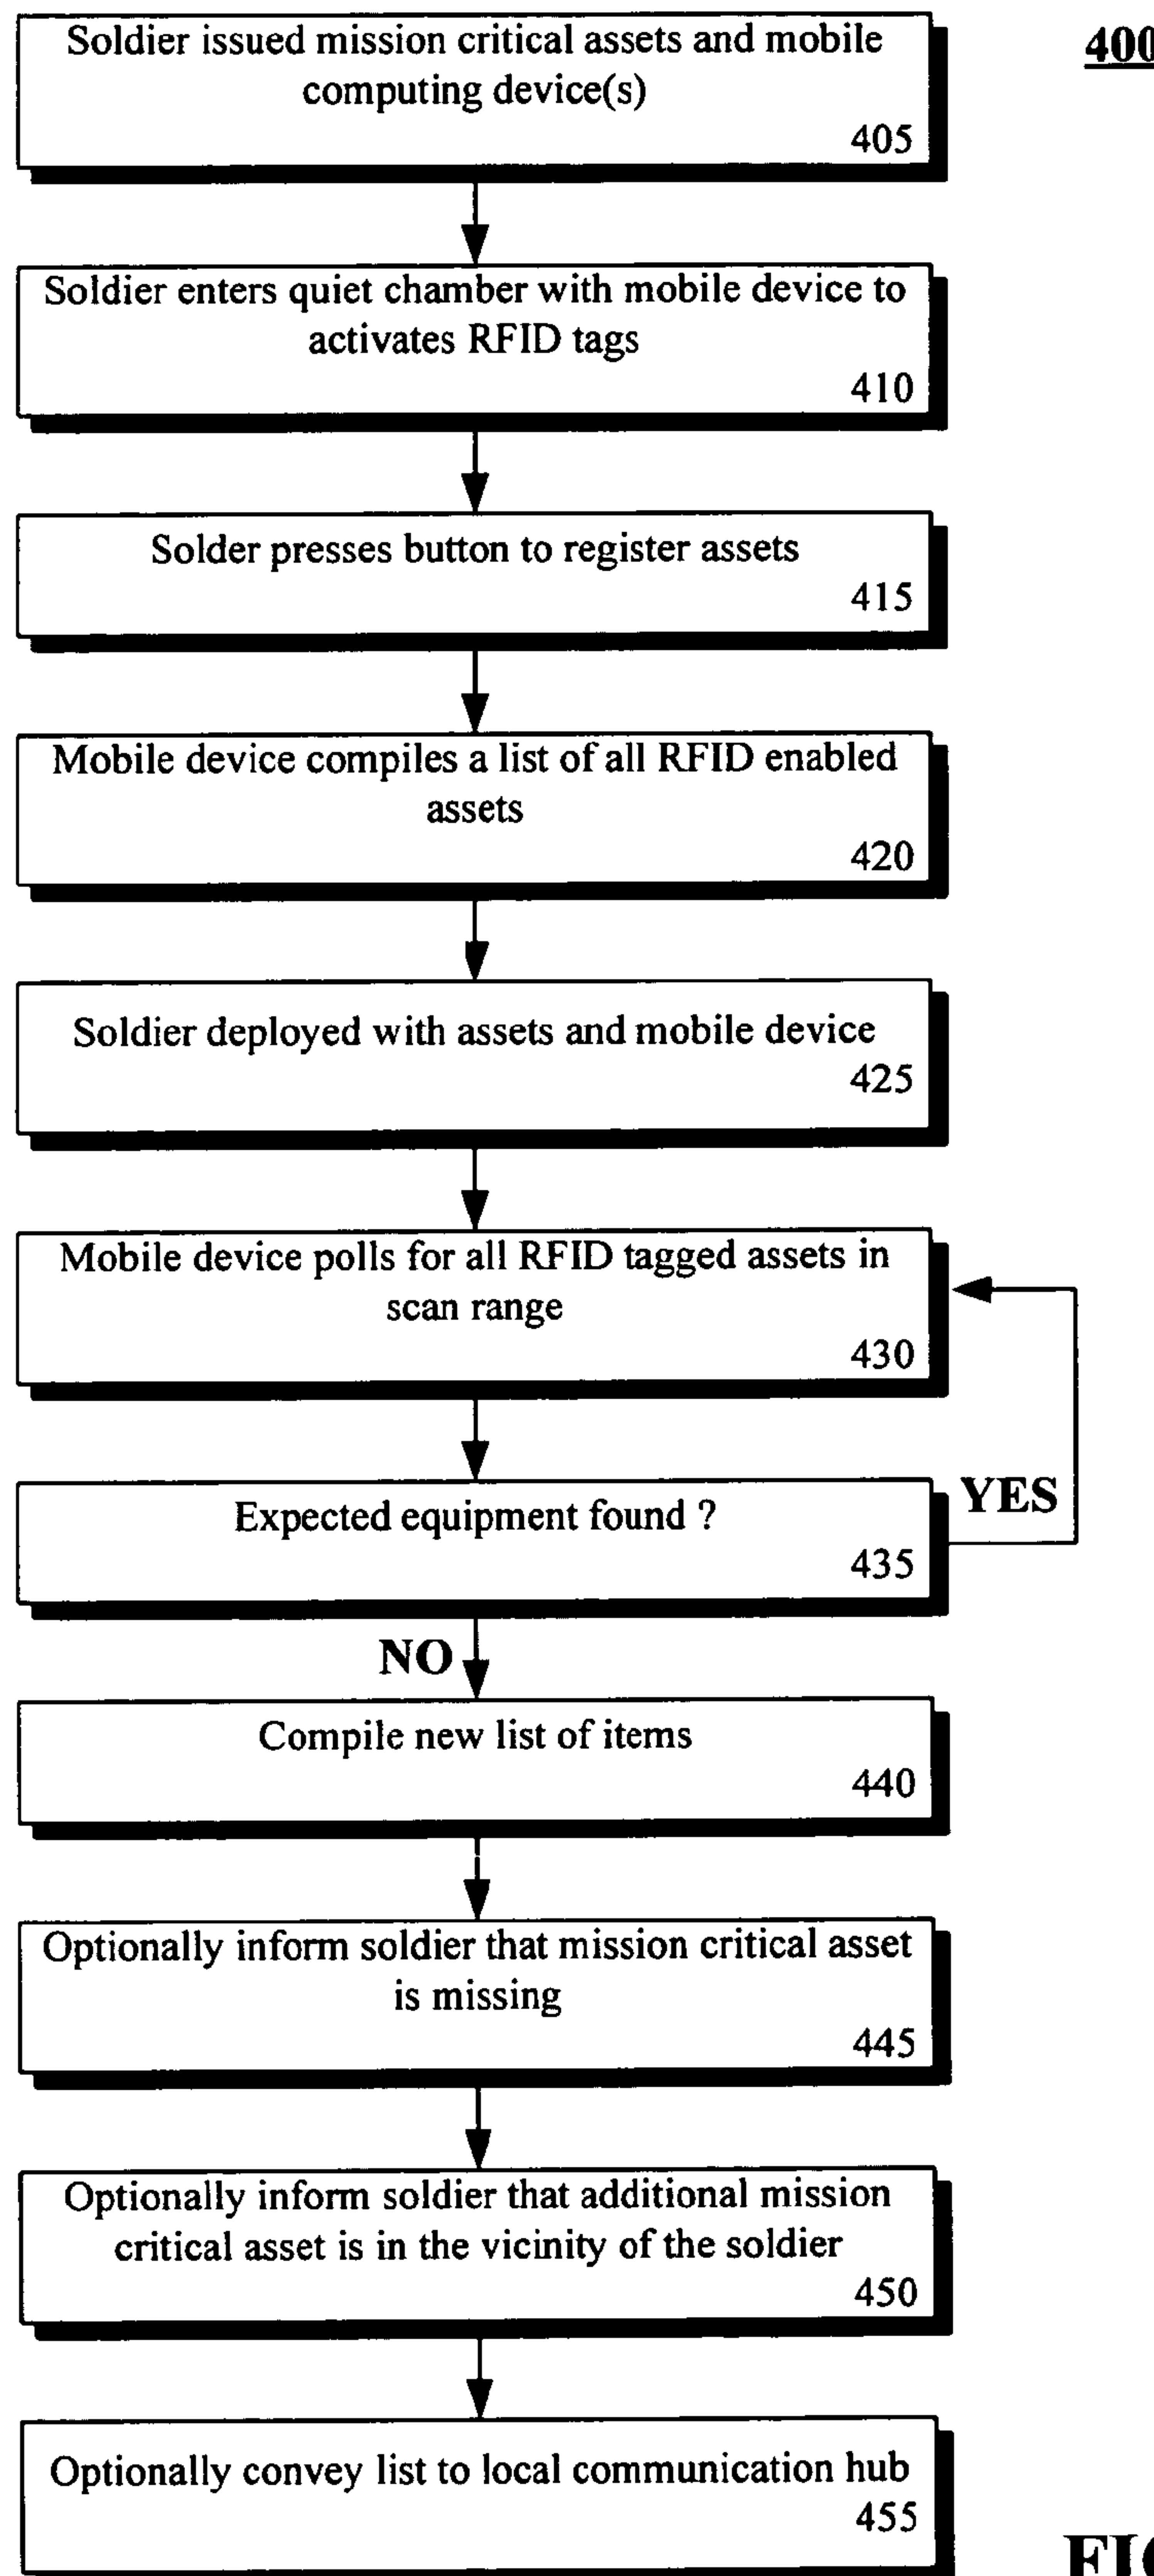 Soldier issued mission critical assets and mobile
computing device(s)
405
400
Soldier enters quiet chamber with mobile device to
activates RFID tags
410
Solder presses button to register assets
415
Mobile device compiles a list of all RFID enabled
assets
420
Soldier deployed with assets and mobile device
425
Mobile device polls for all RFID tagged assets in
scan range
430
Expected equipment found ?
435
YES
NO
Compile new list of items
440
Optionally inform soldier that mission critical asset
is missing
445
Optionally inform soldier that additional mission
critical asset is in the vicinity of the soldier
450
Optionally convey list to local communication hub
455